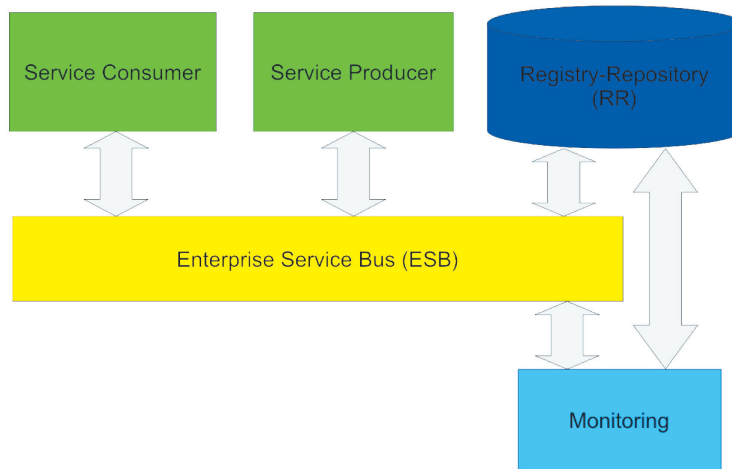 Service Consumer
Service Producer
Registry-Repository
(RR)
Enterprise Service Bus (ESB)
Monitoring